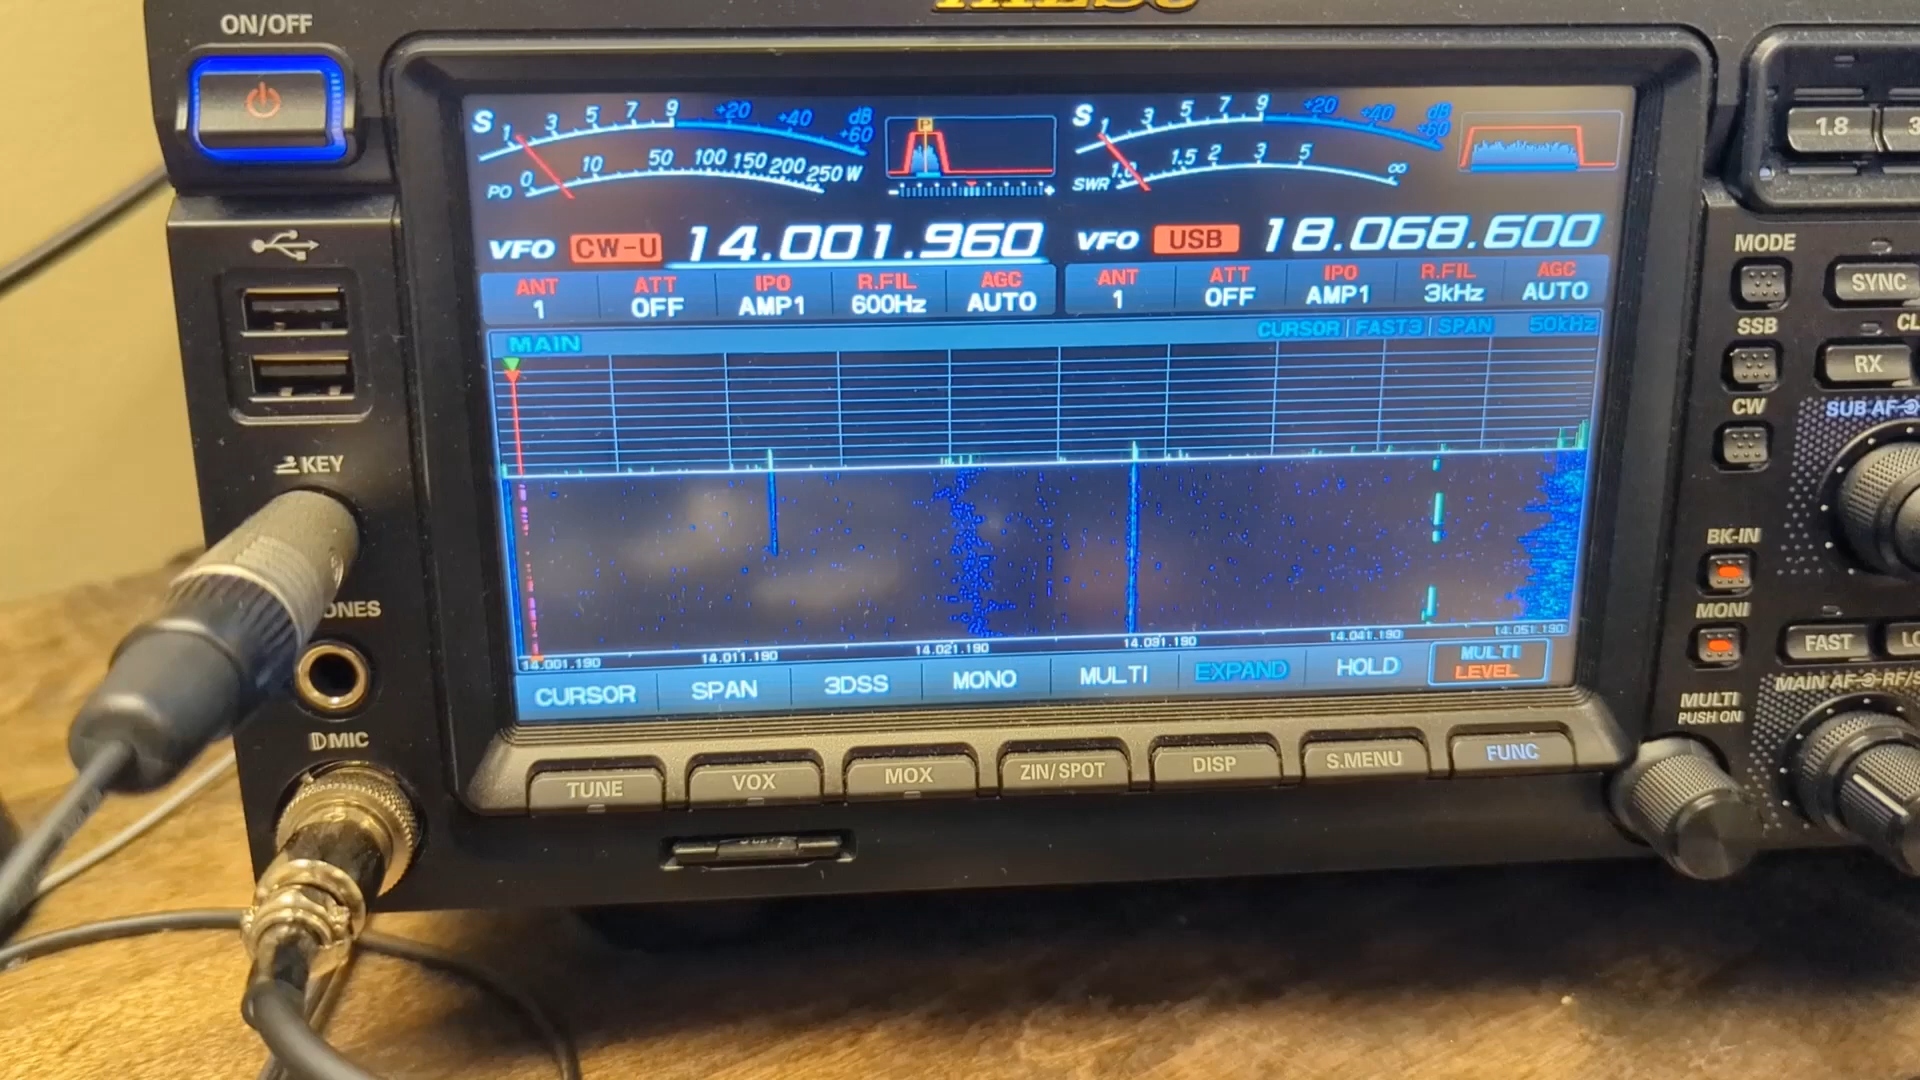 YAESU
ON/OFF
S 1 3 5 7 9 +20 +40 +60 dB
PO 0 10 50 100 150 200 250 W
P
- +
S 1 3 5 7 9 +20 +40 +60 dB
SWR 1.0 1.5 2 3 5 ∞
VFO CW-U 14.001.960
VFO USB 18.068.600
ANT ATT IPO R.FIL AGC
1 OFF AMP1 600Hz AUTO
ANT ATT IPO R.FIL AGC
1 OFF AMP1 3kHz AUTO
MAIN CURSOR FAST3 SPAN 50kHz
14.001.190 14.011.190 14.021.190 14.031.190 14.041.190 14.051.190
CURSOR SPAN 3DSS MONO MULTI EXPAND HOLD MULTI
LEVEL
TUNE VOX MOX ZIN/SPOT DISP S.MENU FUNC
KEY
ONES
MIC
1.8 3
MODE
SYNC
SSB
CL
RX
CW
SUB AF
BK-IN
MONI
FAST
LO
MAIN AF RF/S
MULTI
PUSH ON